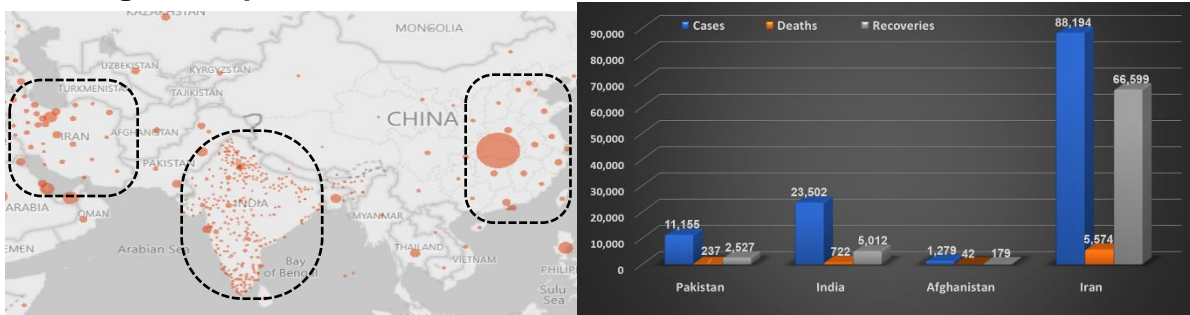 KAZAKHSTAN
MONGOLIA
UZBEKISTAN
KYRGYZSTAN
TURKMENISTAN
TAJIKISTAN
CHINA
IRAN
AFGHANISTAN
PAKISTAN
INDIA
ARABIA
OMAN
MYANMAR
EMEN
Arabian Sea
THAILAND
VIETNAM
Bay
of Bengal
PHILIP
Sulu
Sea
Cases
Deaths
Recoveries
90,000
80,000
70,000
60,000
50,000
40,000
30,000
20,000
10,000
0
11,155
237
2,527
23,502
722
5,012
1,279
42
179
88,194
5,574
66,599
Pakistan
India
Afghanistan
Iran